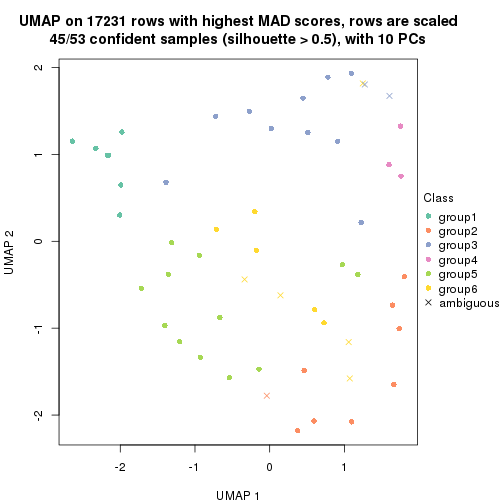 UMAP on 17231 rows with highest MAD scores, rows are scaled
45/53 confident samples (silhouette > 0.5), with 10 PCs
2
1
0
-1
-2
UMAP 2
-2
-1
0
1
UMAP 1
Class
group1
group2
group3
group4
group5
group6
ambiguous